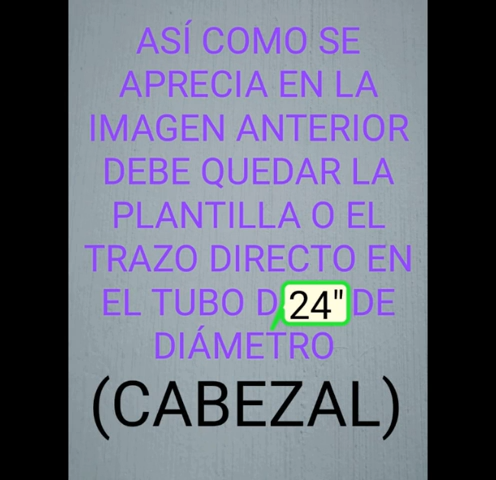 ASÍ COMO SE
APRECIA EN LA
IMAGEN ANTERIOR
DEBE QUEDAR LA
PLANTILLA O EL
TRAZO DIRECTO EN
EL TUBO D 24" DE
DIÁMETRO
(CABEZAL)